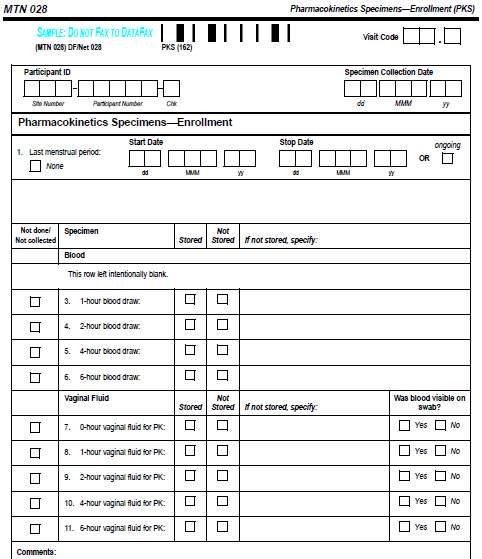 MTN 028 Pharmacokinetics Specimens—Enrollment (PKS)
SAMPLE: DO NOT FAX TO DATAFAX
Visit Code .
(MTN 028) DF/Net 028 PKS (162)
Participant ID Specimen Collection Date
- -
Site Number Participant Number Chk dd MMM yy
Pharmacokinetics Specimens—Enrollment
Start Date Stop Date ongoing
1. Last menstrual period: OR
None
dd MMM yy dd MMM yy
Not done/ Specimen Not
Not collected Stored Stored If not stored, specify:
Blood
This row left intentionally blank.
3. 1-hour blood draw:
4. 2-hour blood draw:
5. 4-hour blood draw:
6. 6-hour blood draw:
Vaginal Fluid Not Was blood visible on
Stored Stored If not stored, specify: swab?
7. 0-hour vaginal fluid for PK: Yes No
8. 1-hour vaginal fluid for PK: Yes No
9. 2-hour vaginal fluid for PK: Yes No
10. 4-hour vaginal fluid for PK: Yes No
11. 6-hour vaginal fluid for PK: Yes No
Comments: